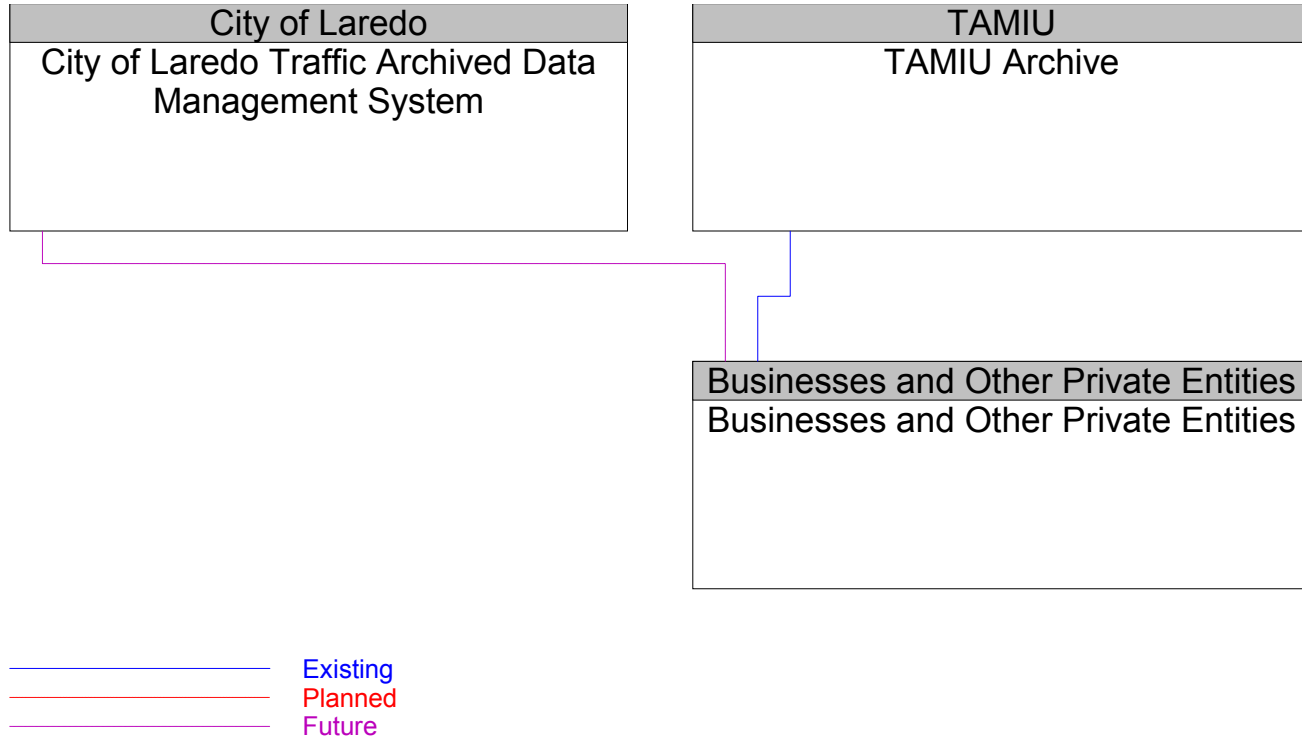 City of Laredo
City of Laredo Traffic Archived Data
Management System
TAMIU
TAMIU Archive
Businesses and Other Private Entities
Businesses and Other Private Entities
Existing
Planned
Future